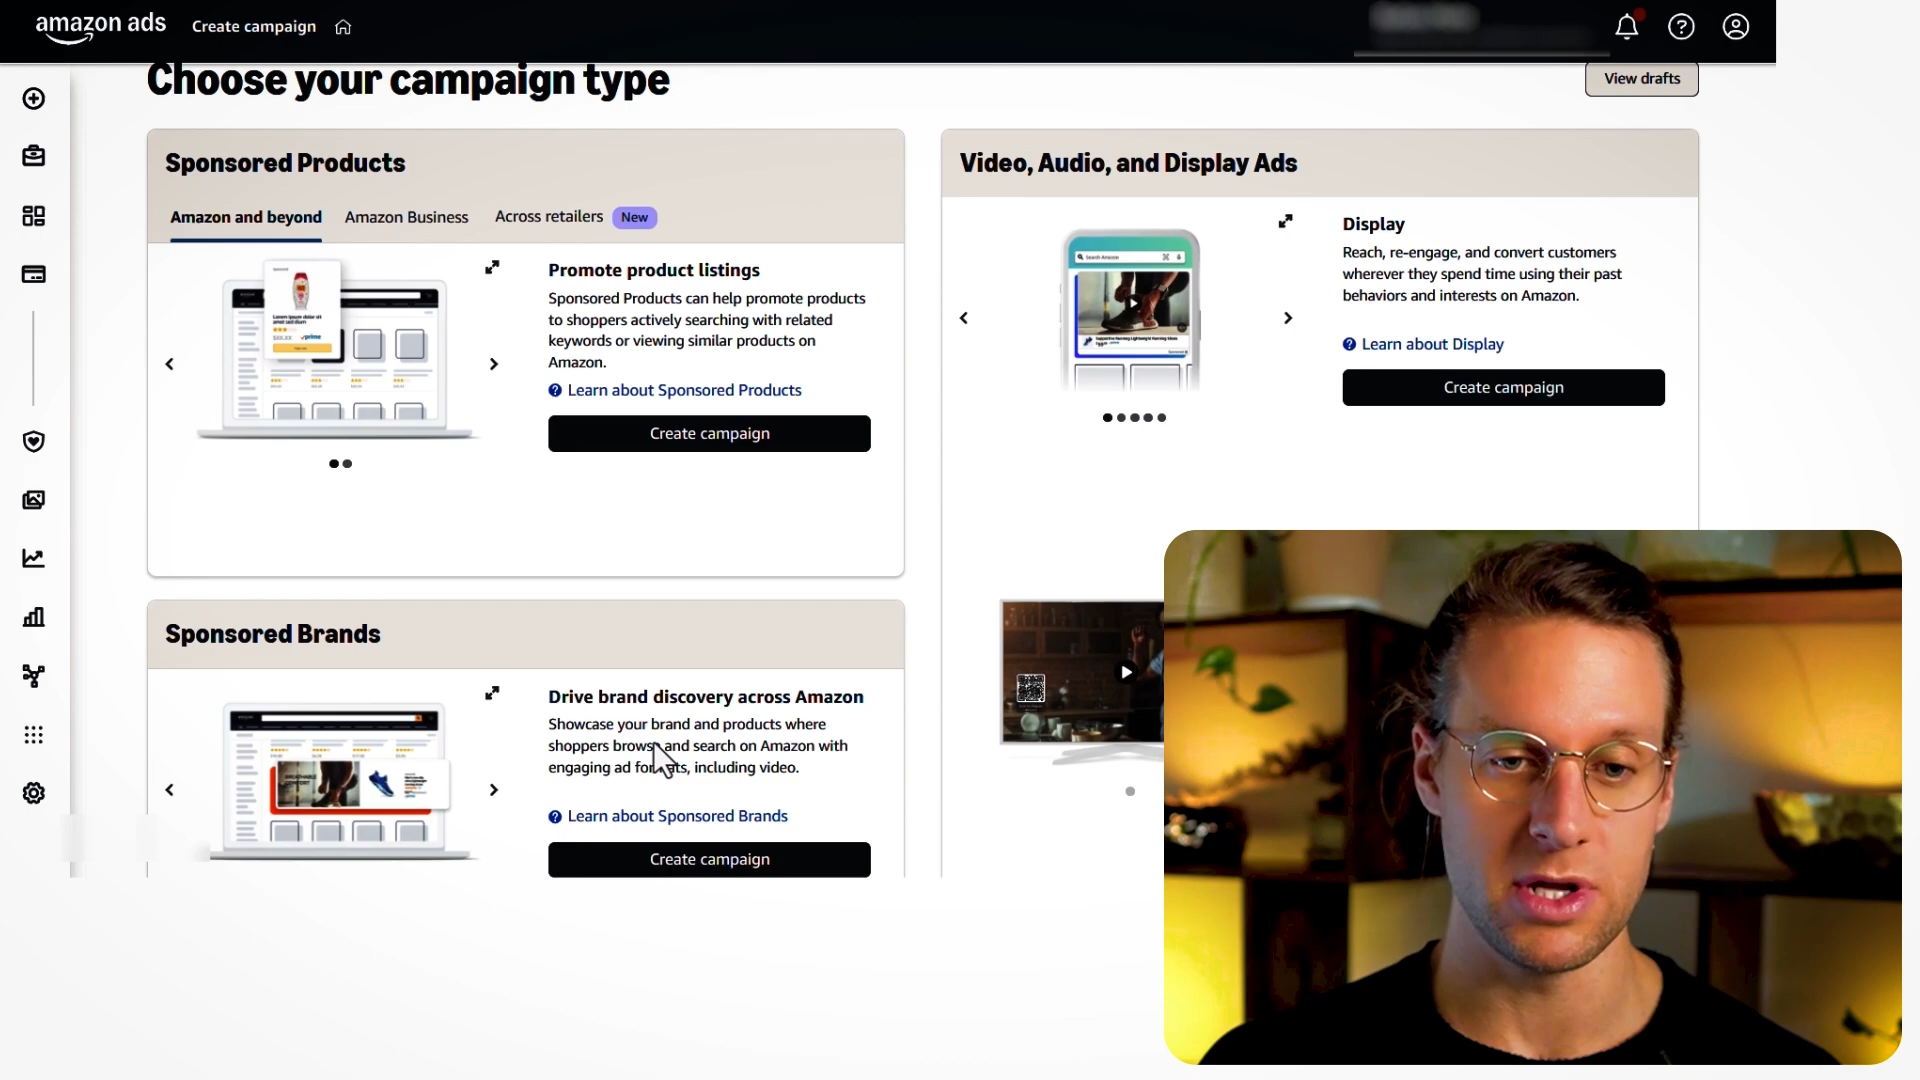 amazon ads
Create campaign
Choose your campaign type
View drafts
Sponsored Products
Amazon and beyond
Amazon Business
Across retailers
New
Promote product listings
Sponsored Products can help promote products
to shoppers actively searching with related
keywords or viewing similar products on
Amazon.
Learn about Sponsored Products
Create campaign
Sponsored Brands
Drive brand discovery across Amazon
Showcase your brand and products where
shoppers browse and search on Amazon with
engaging ad formats, including video.
Learn about Sponsored Brands
Create campaign
Video, Audio, and Display Ads
Search Amazon
Display
Reach, re-engage, and convert customers
wherever they spend time using their past
behaviors and interests on Amazon.
Learn about Display
Create campaign